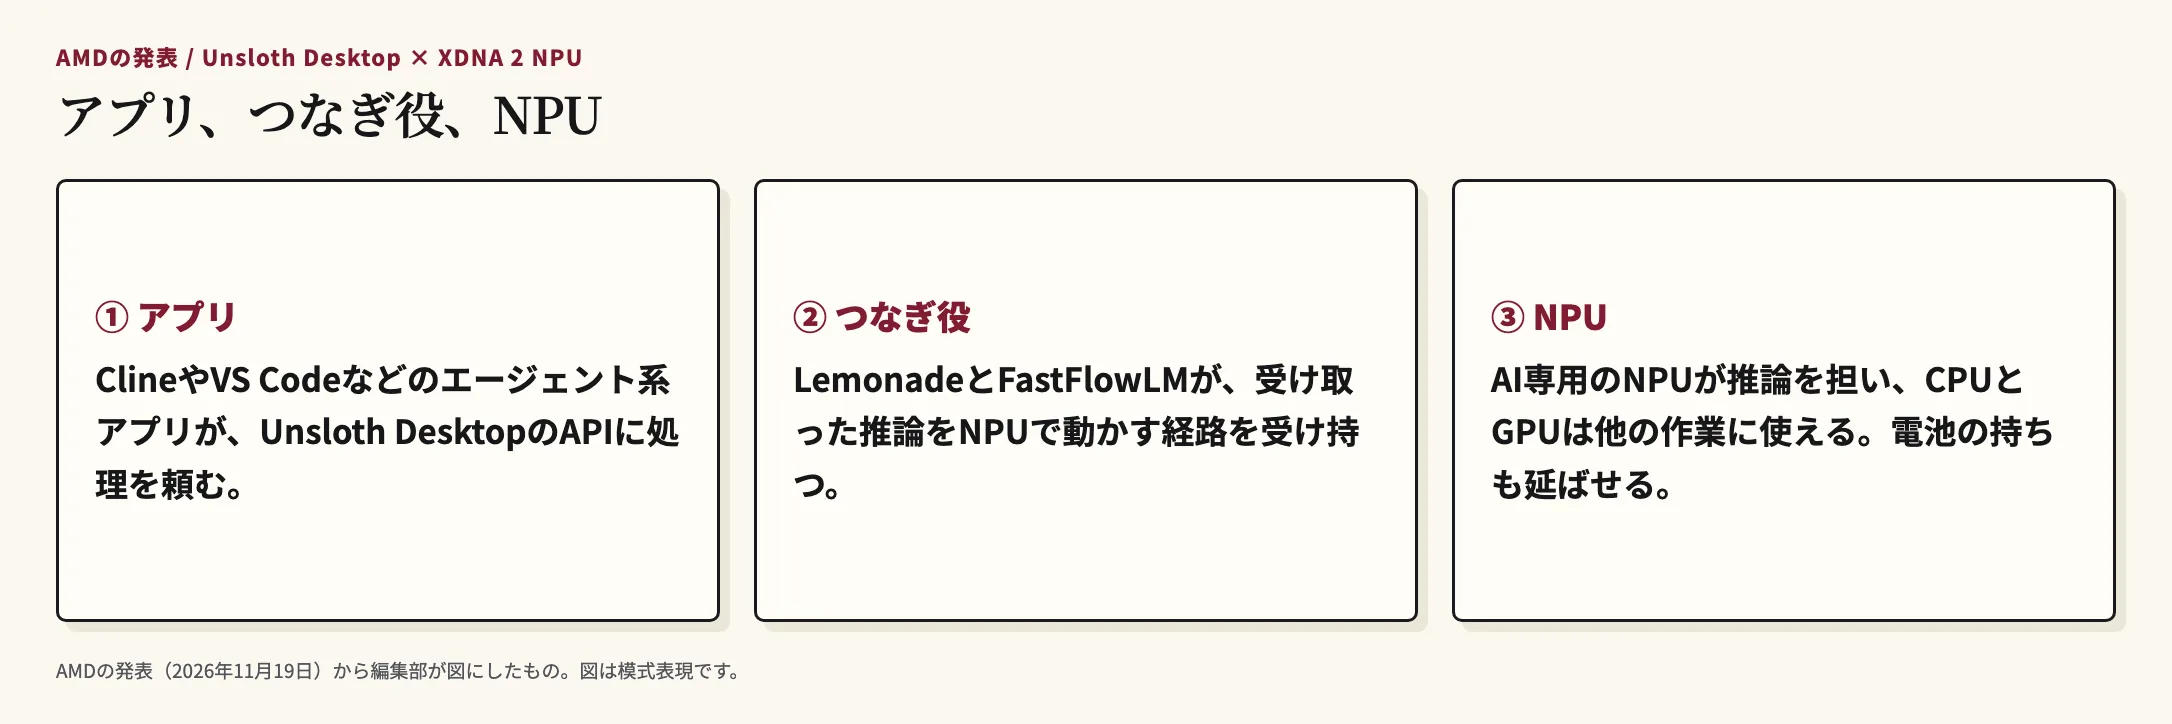 AMDの発表 / Unsloth Desktop × XDNA 2 NPU
アプリ、つなぎ役、NPU
① アプリ
ClineやVS Codeなどのエージェント系
アプリが、Unsloth DesktopのAPIに処
理を頼む。
② つなぎ役
LemonadeとFastFlowLMが、受け取
った推論をNPUで動かす経路を受け持
つ。
③ NPU
AI専用のNPUが推論を担い、CPUと
GPUは他の作業に使える。電池の持ち
も延ばせる。
AMDの発表（2026年11月19日）から編集部が図にしたもの。図は模式表現です。